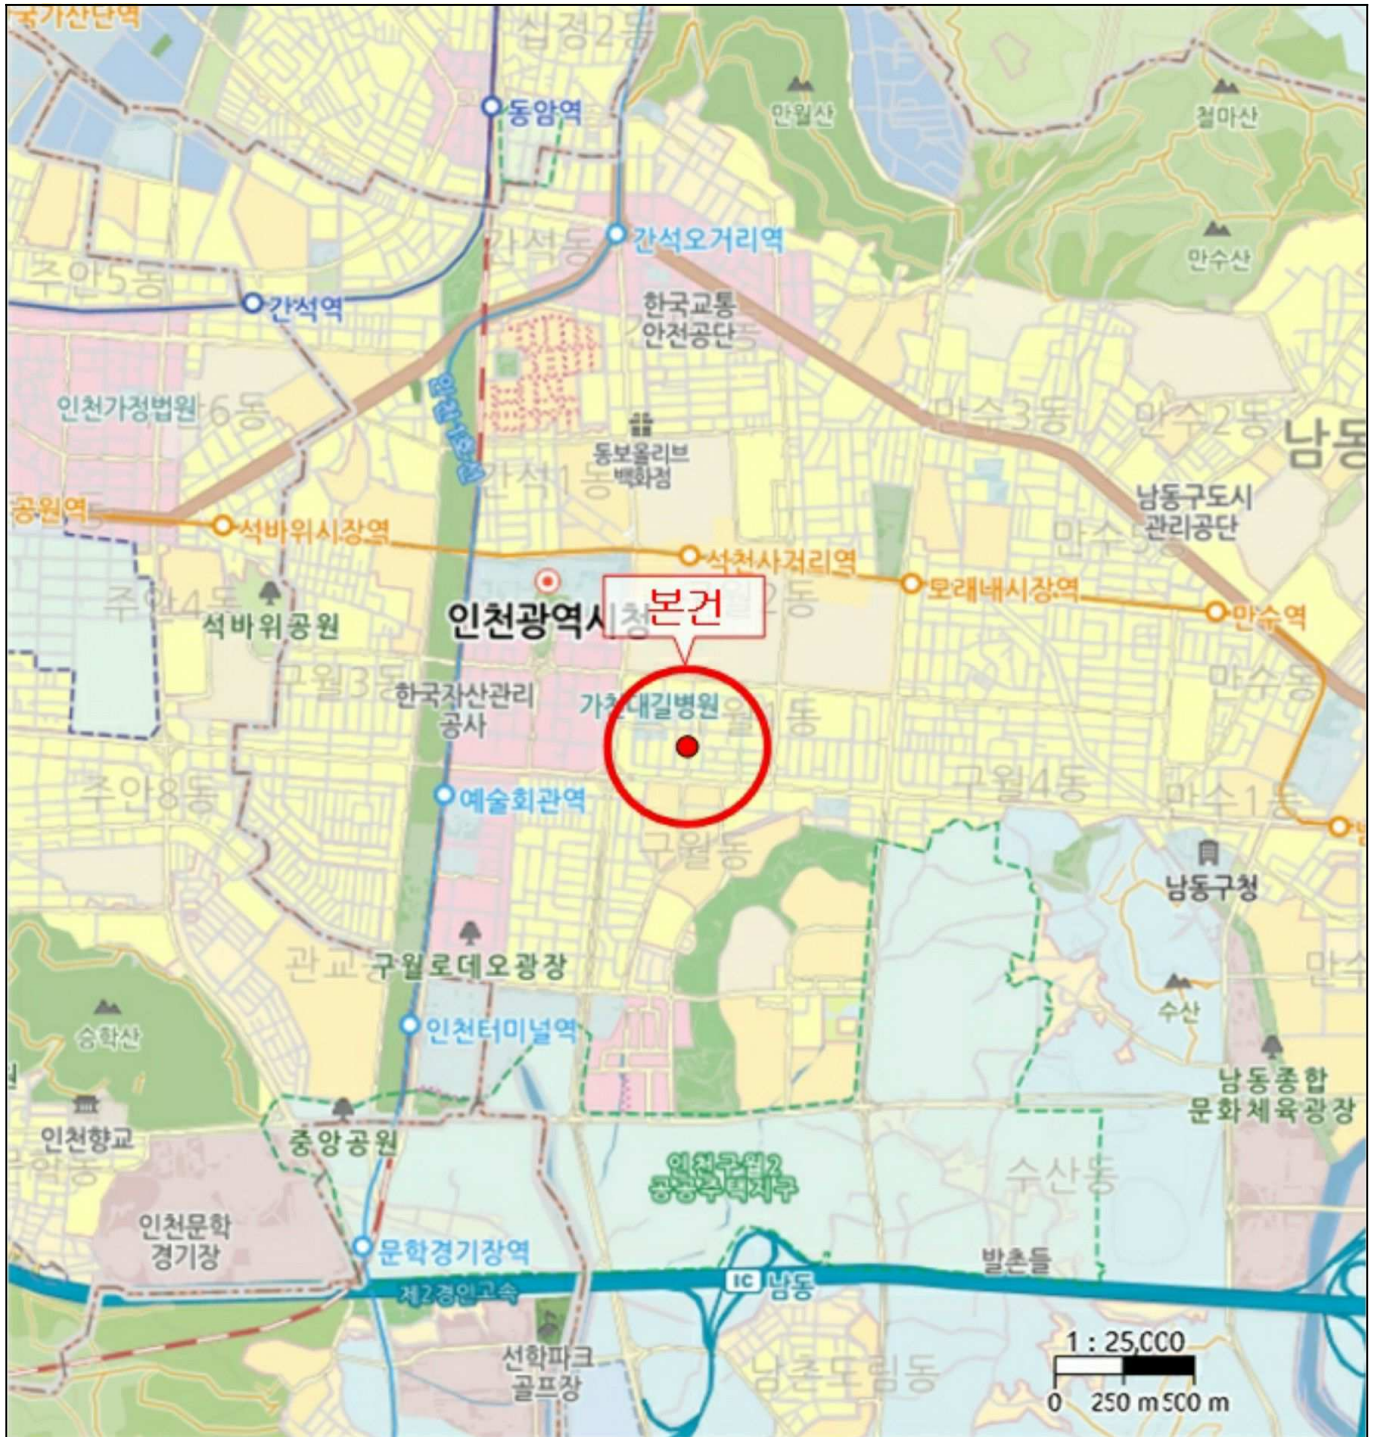 국가산단역
십정2동
동암역
만월산
철마산
간석동
간석오거리역
만수산
주안5동
간석역
한국교통
안전공단
인천가정법원
6동
만수3동
만수2동
남동
동보올리브
백화점
간석1동
공원역
석바위시장역
남동구도시
관리공단
석천사거리역
모래내시장역
만수역
주안4동
석바위공원
인천광역시청
본건
구월3동
한국자산관리
공사
가천대길병원
만수동
주안8동
예술회관역
구월4동
만수1동
구월동
남동구청
구월로데오광장
수산
승학산
인천터미널역
남동종합
문화체육광장
인천향교
중앙공원
인천구월2
공공주택지구
수산동
인천문학
경기장
문학경기장역
발촌들
IC 남동
제2경인고속
선학파크
골프장
남촌도림동
1 : 25,000
0 250 m 500 m